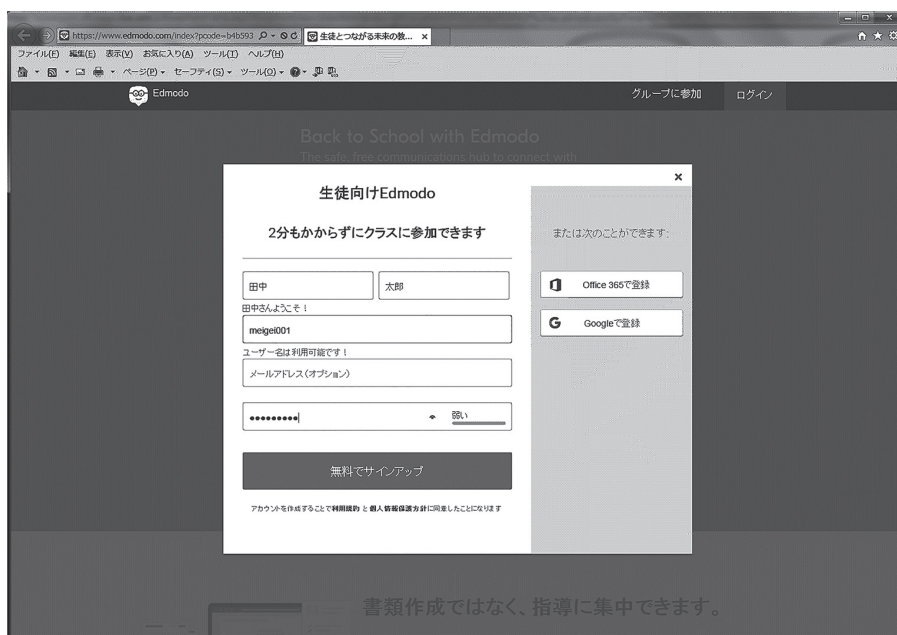 https://www.edmodo.com/index?pcode=b4b593
生徒とつながる未来の教...
ファイル(F) 編集(E) 表示(V) お気に入り(A) ツール(T) ヘルプ(H)
ページ(P) セーフティ(S) ツール(O)
Edmodo グループに参加 ログイン
Back to School with Edmodo
The safe, free communications hub to connect with
生徒向けEdmodo
2分もかからずにクラスに参加できます
田中 太郎
田中さんようこそ！
meigei001
ユーザー名は利用可能です！
メールアドレス(オプション)
弱い
無料でサインアップ
アカウントを作成することで利用規約 と 個人情報保護方針に同意したことになります
または次のことができます:
Office 365で登録
Googleで登録
書類作成ではなく、指導に集中できます。